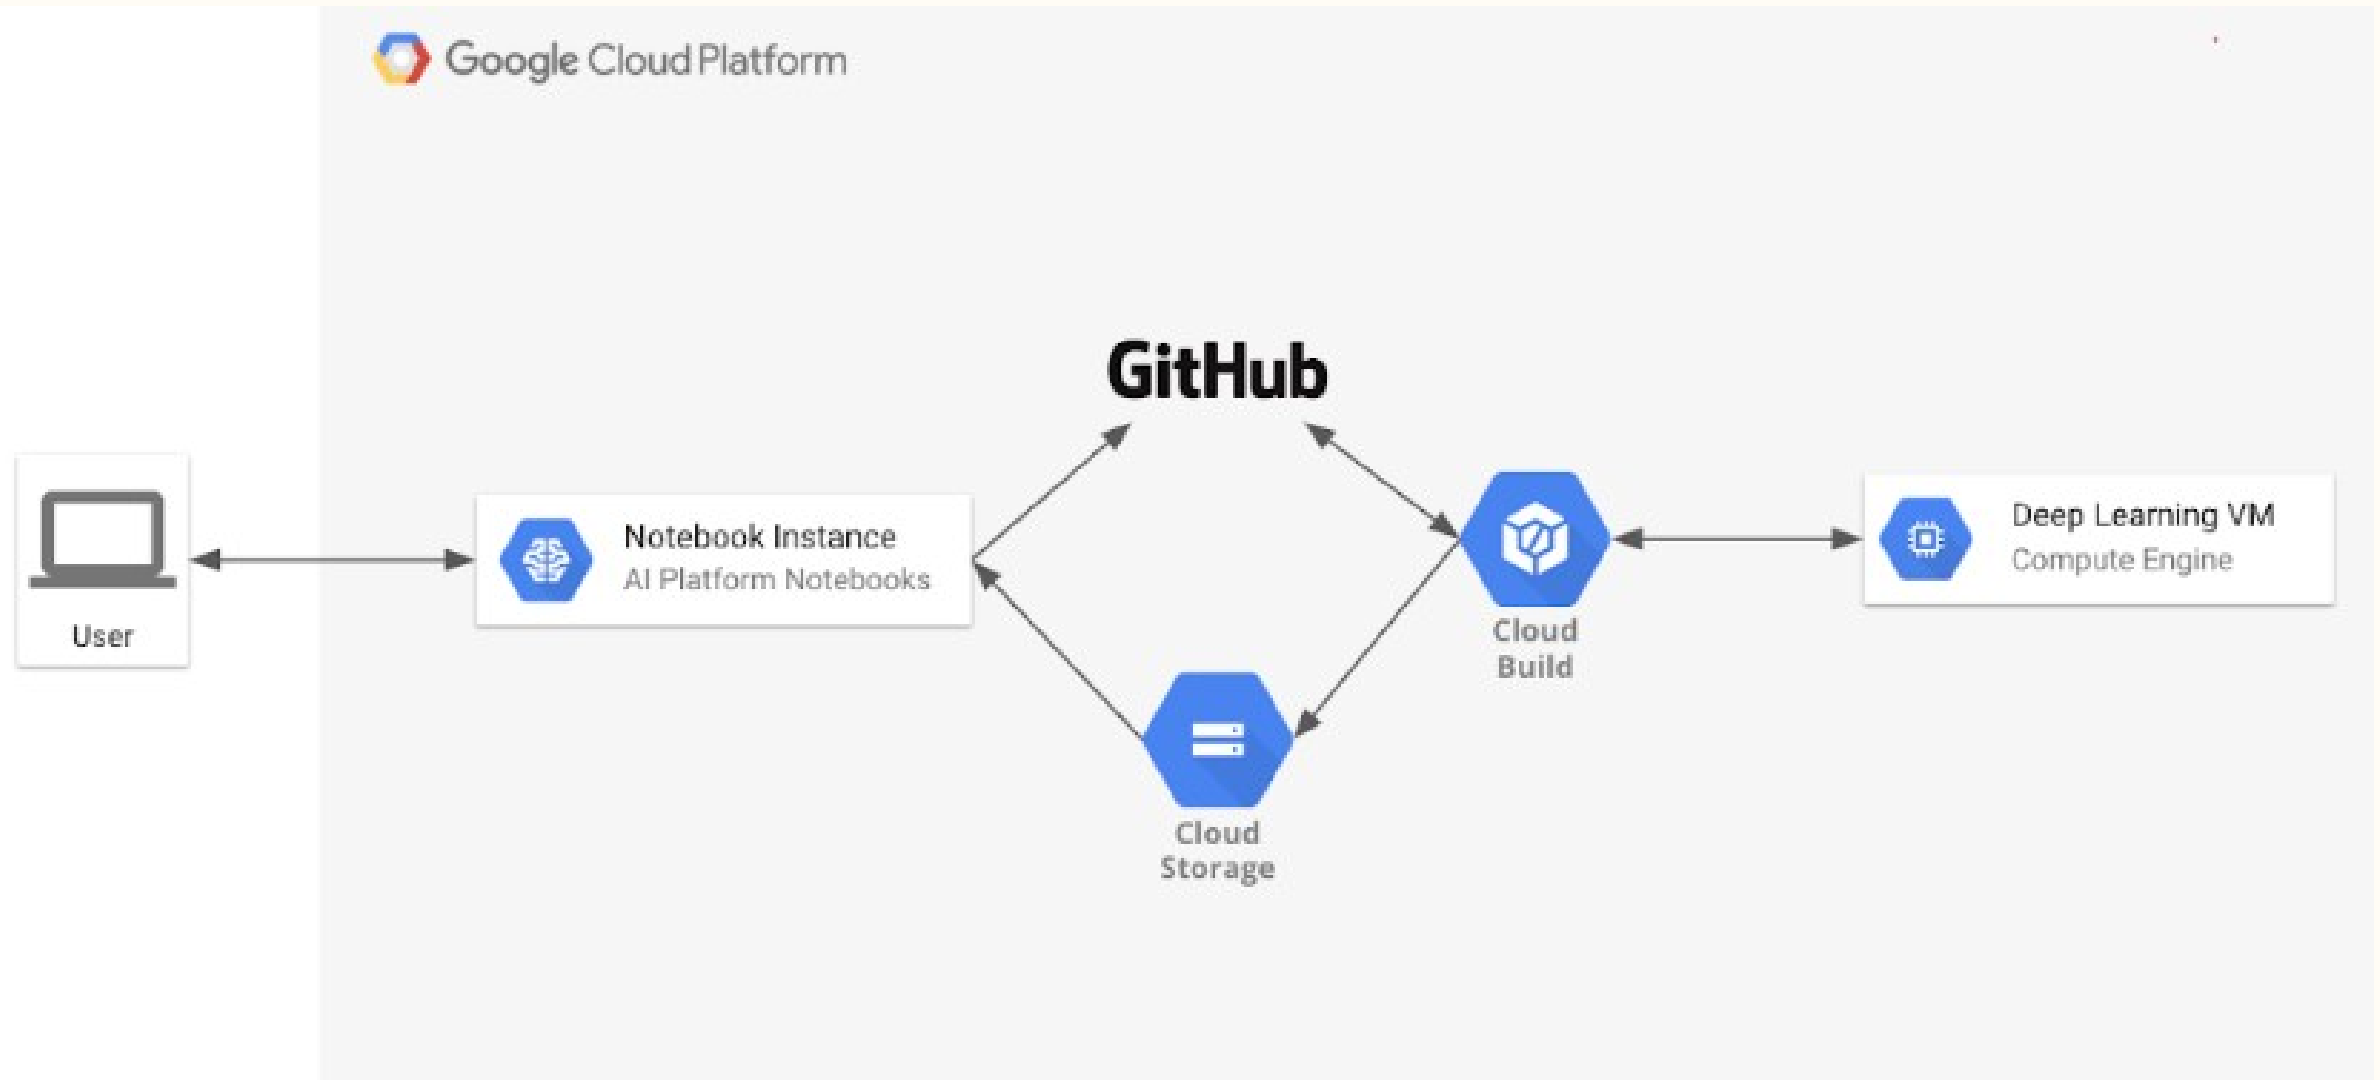 Google Cloud Platform
GitHub
User
Notebook Instance
AI Platform Notebooks
Cloud
Build
Deep Learning VM
Compute Engine
Cloud
Storage